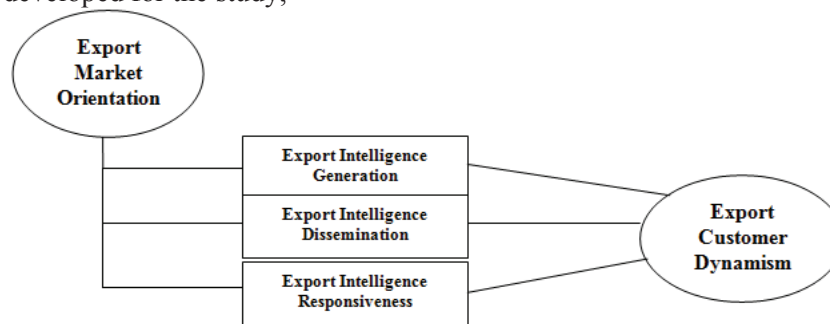 developed for the study;
Export
Market
Orientation
Export Intelligence
Generation
Export Intelligence
Dissemination
Export Intelligence
Responsiveness
Export
Customer
Dynamism